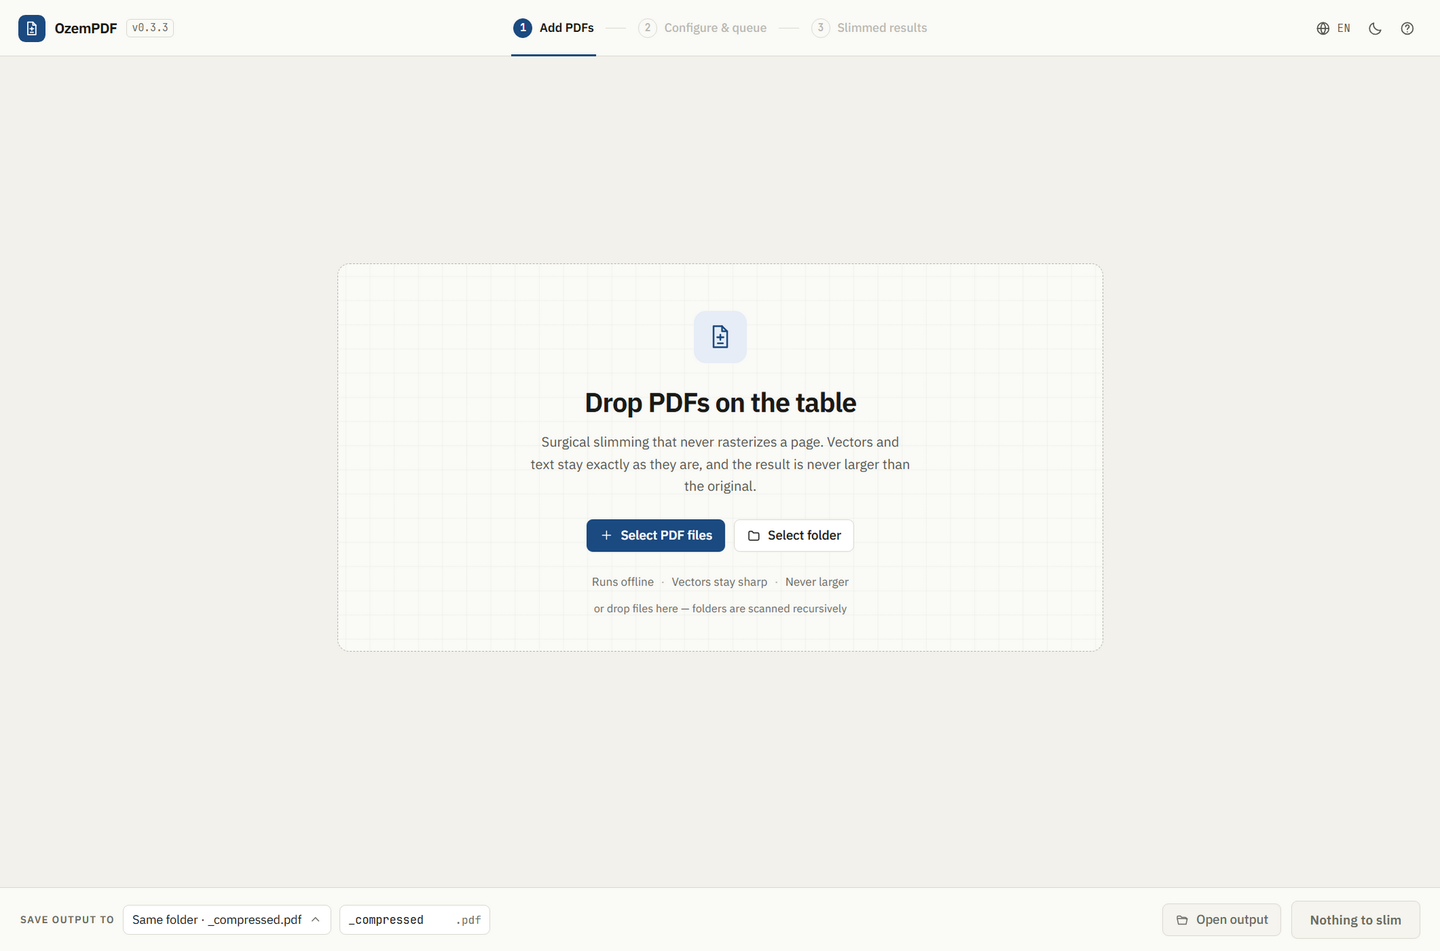 OzemPDF v0.3.3
1 Add PDFs
2 Configure & queue
3 Slimmed results
EN
Drop PDFs on the table
Surgical slimming that never rasterizes a page. Vectors and
text stay exactly as they are, and the result is never larger than
the original.
Select PDF files
Select folder
Runs offline · Vectors stay sharp · Never larger
or drop files here — folders are scanned recursively
SAVE OUTPUT TO
Same folder · _compressed.pdf
_compressed .pdf
Open output
Nothing to slim